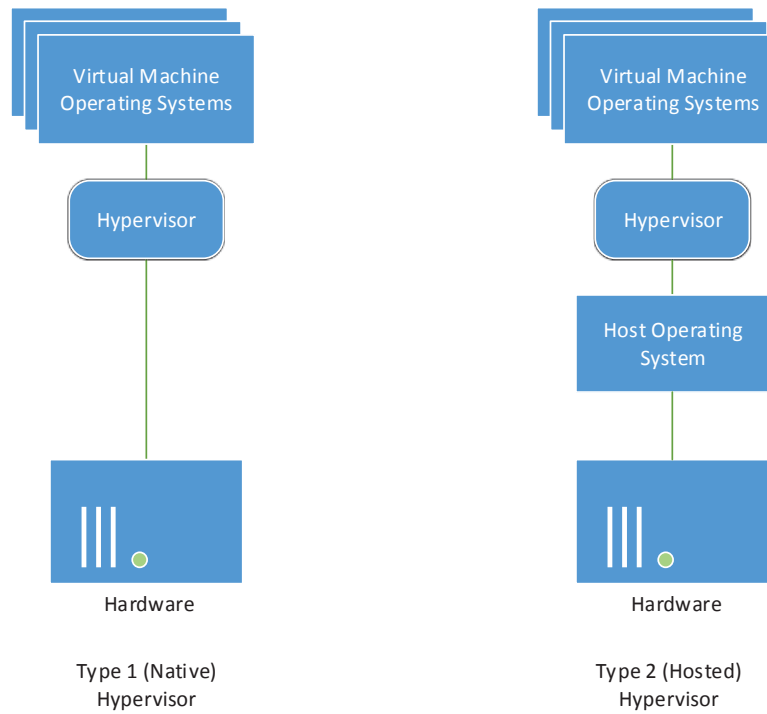 Virtual Machine
Operating Systems
Hypervisor
Hardware
Type 1 (Native)
Hypervisor
Virtual Machine
Operating Systems
Hypervisor
Host Operating
System
Hardware
Type 2 (Hosted)
Hypervisor